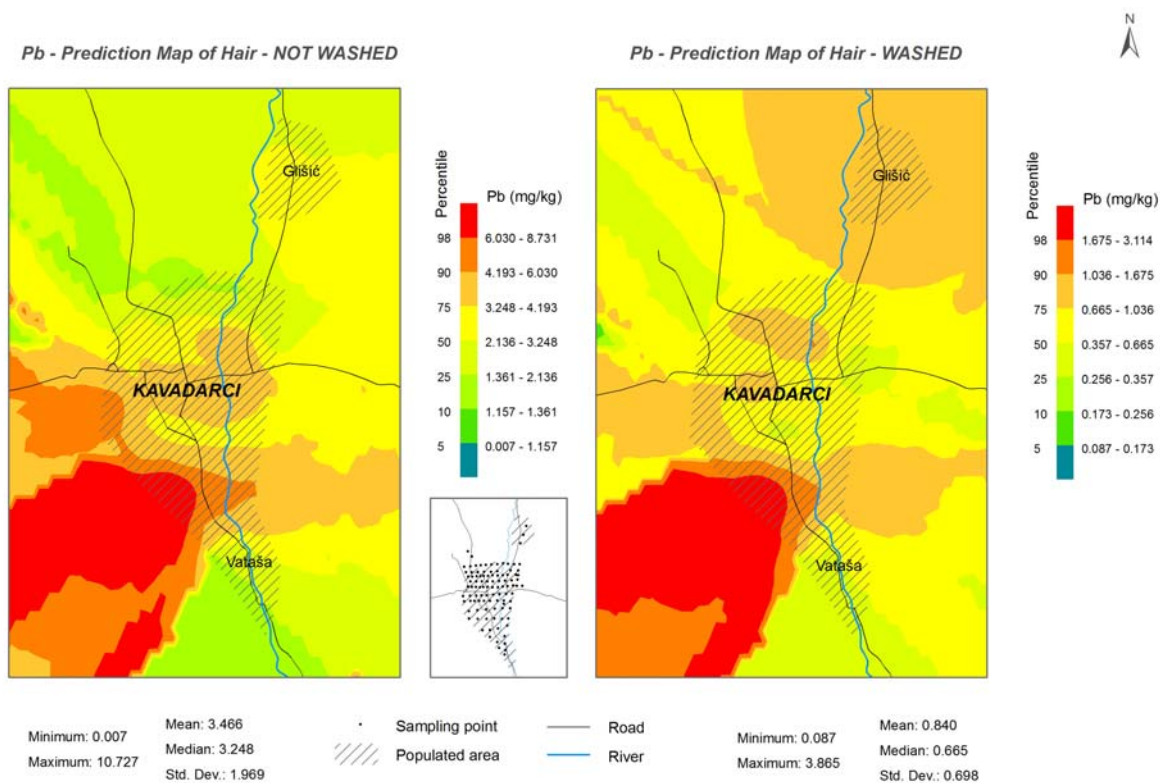 N
Pb - Prediction Map of Hair - NOT WASHED
Pb - Prediction Map of Hair - WASHED
Glišić
KAVADARCI
Vataša
Percentile
Pb (mg/kg)
98
6.030 - 8.731
90
4.193 - 6.030
75
3.248 - 4.193
50
2.136 - 3.248
25
1.361 - 2.136
10
1.157 - 1.361
5
0.007 - 1.157
Glišić
KAVADARCI
Vataša
Percentile
Pb (mg/kg)
98
1.675 - 3.114
90
1.036 - 1.675
75
0.665 - 1.036
50
0.357 - 0.665
25
0.256 - 0.357
10
0.173 - 0.256
5
0.087 - 0.173
Minimum: 0.007
Maximum: 10.727
Mean: 3.466
Median: 3.248
Std. Dev.: 1.969
Sampling point
Populated area
Road
River
Minimum: 0.087
Maximum: 3.865
Mean: 0.840
Median: 0.665
Std. Dev.: 0.698